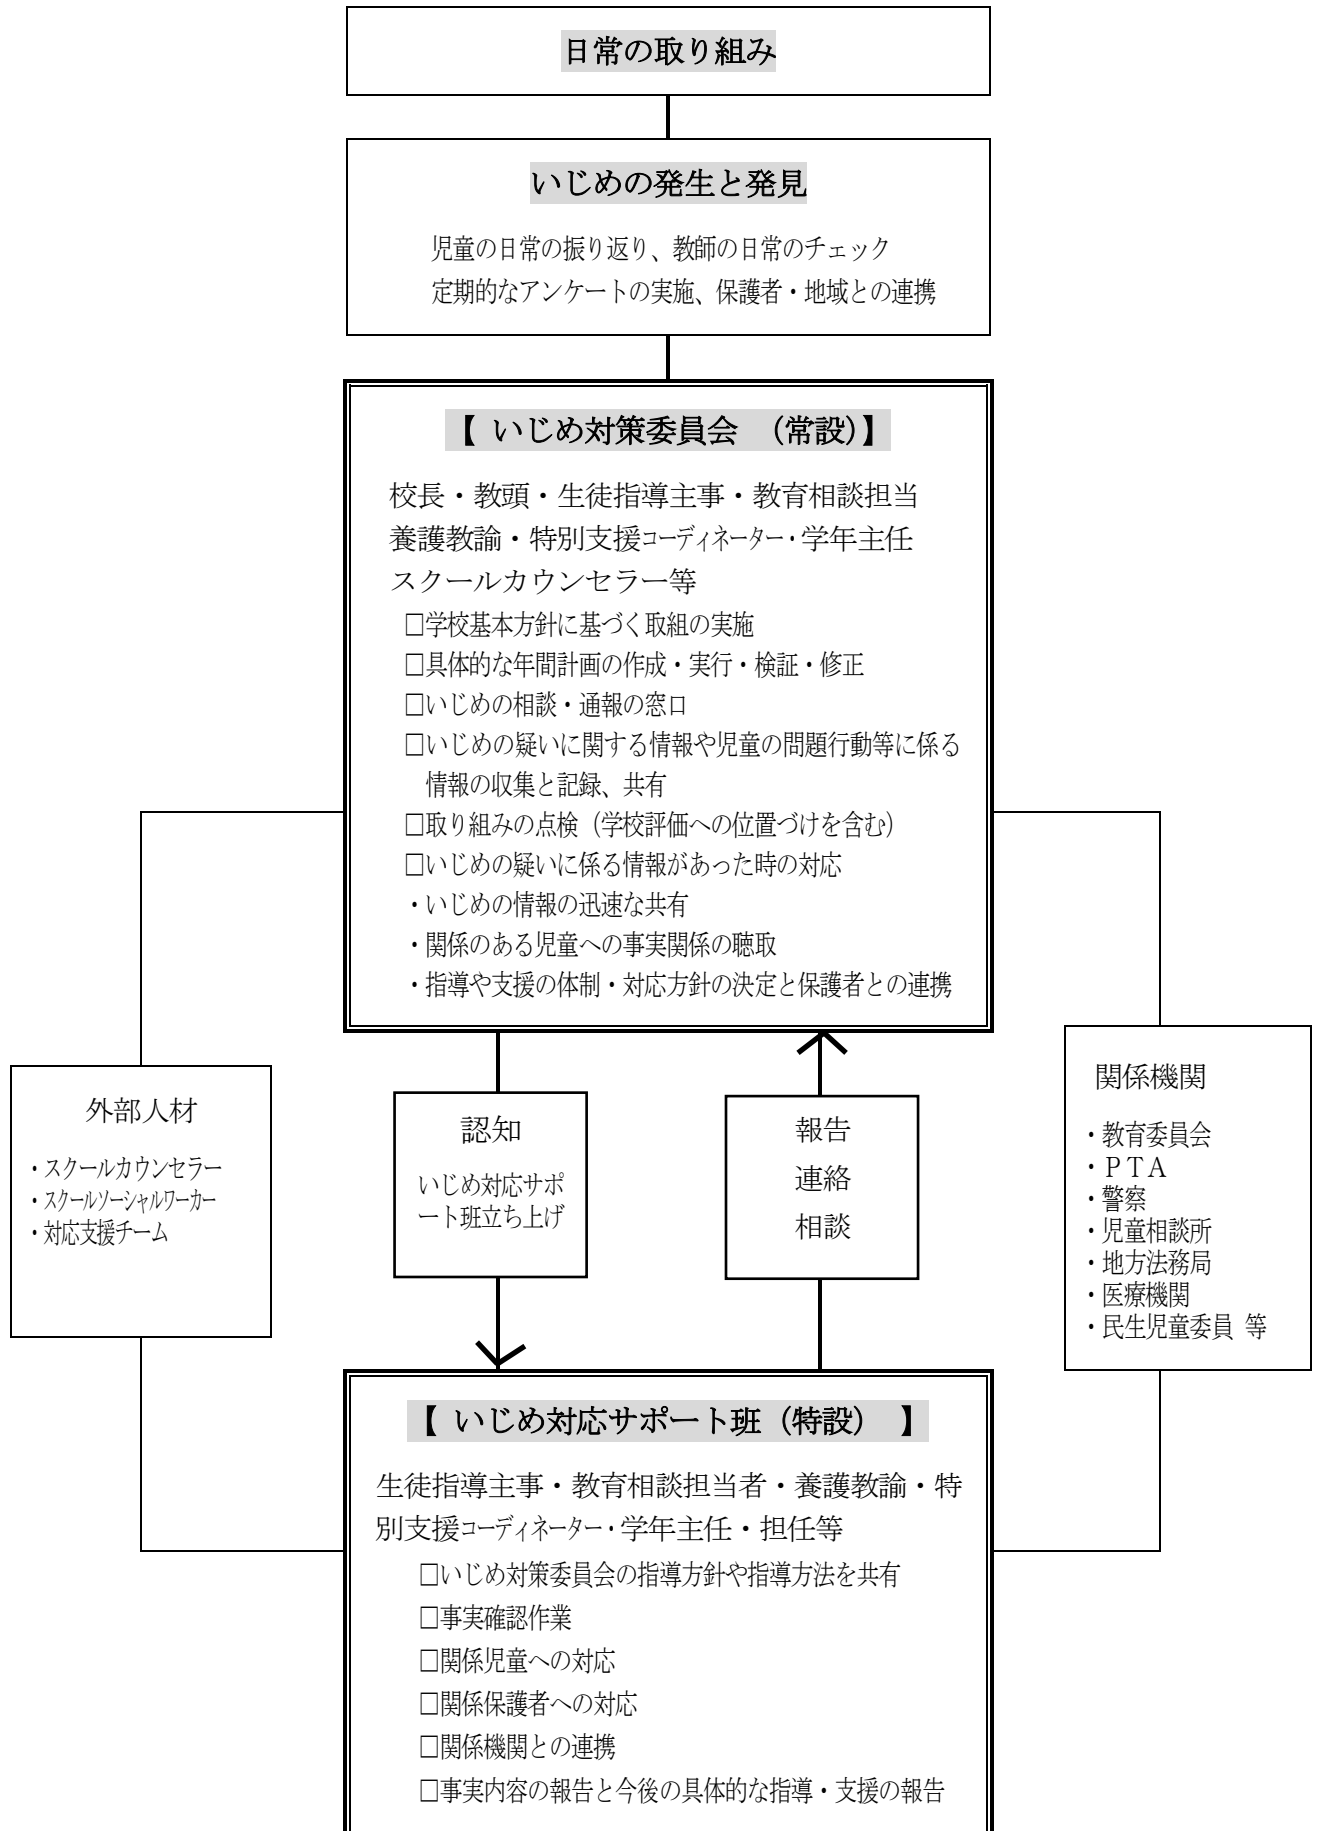 日常の取り組み
いじめの発生と発見
児童の日常の振り返り、教師の日常のチェック
定期的なアンケートの実施、保護者・地域との連携
【 いじめ対策委員会 （常設）】
校長・教頭・生徒指導主事・教育相談担当
養護教諭・特別支援コーディネーター・学年主任
スクールカウンセラー等
□学校基本方針に基づく取組の実施
□具体的な年間計画の作成・実行・検証・修正
□いじめの相談・通報の窓口
□いじめの疑いに関する情報や児童の問題行動等に係る
情報の収集と記録、共有
□取り組みの点検（学校評価への位置づけを含む）
□いじめの疑いに係る情報があった時の対応
・いじめの情報の迅速な共有
・関係のある児童への事実関係の聴取
・指導や支援の体制・対応方針の決定と保護者との連携
外部人材
・スクールカウンセラー
・スクールソーシャルワーカー
・対応支援チーム
認知
いじめ対応サポ
ート班立ち上げ
報告
連絡
相談
関係機関
・教育委員会
・ＰＴＡ
・警察
・児童相談所
・地方法務局
・医療機関
・民生児童委員 等
【 いじめ対応サポート班（特設） 】
生徒指導主事・教育相談担当者・養護教諭・特
別支援コーディネーター・学年主任・担任等
□いじめ対策委員会の指導方針や指導方法を共有
□事実確認作業
□関係児童への対応
□関係保護者への対応
□関係機関との連携
□事実内容の報告と今後の具体的な指導・支援の報告